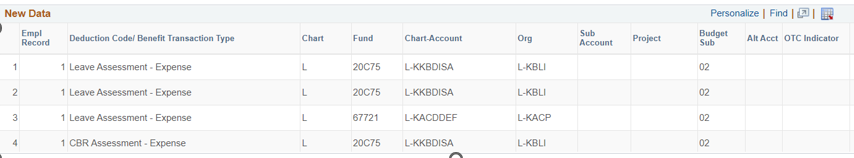 New Data
Personalize | Find |
Empl Record Deduction Code/ Benefit Transaction Type Chart Fund Chart-Account Org Sub Account Project Budget Sub Alt Acct OTC Indicator
1 1 Leave Assessment - Expense L 20C75 L-KKBDISA L-KBLI 02
2 1 Leave Assessment - Expense L 20C75 L-KKBDISA L-KBLI 02
3 1 Leave Assessment - Expense L 67721 L-KACDDEF L-KACP 02
4 1 CBR Assessment - Expense L 20C75 L-KKBDISA L-KBLI 02